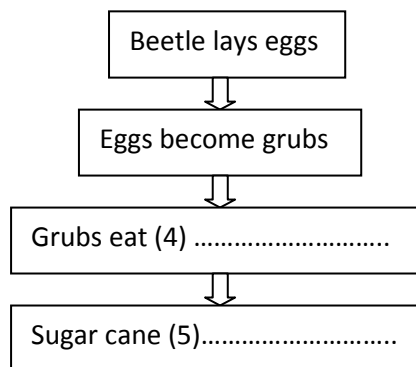 Beetle lays eggs
Eggs become grubs
Grubs eat (4) …………………………..
Sugar cane (5)…………………………..